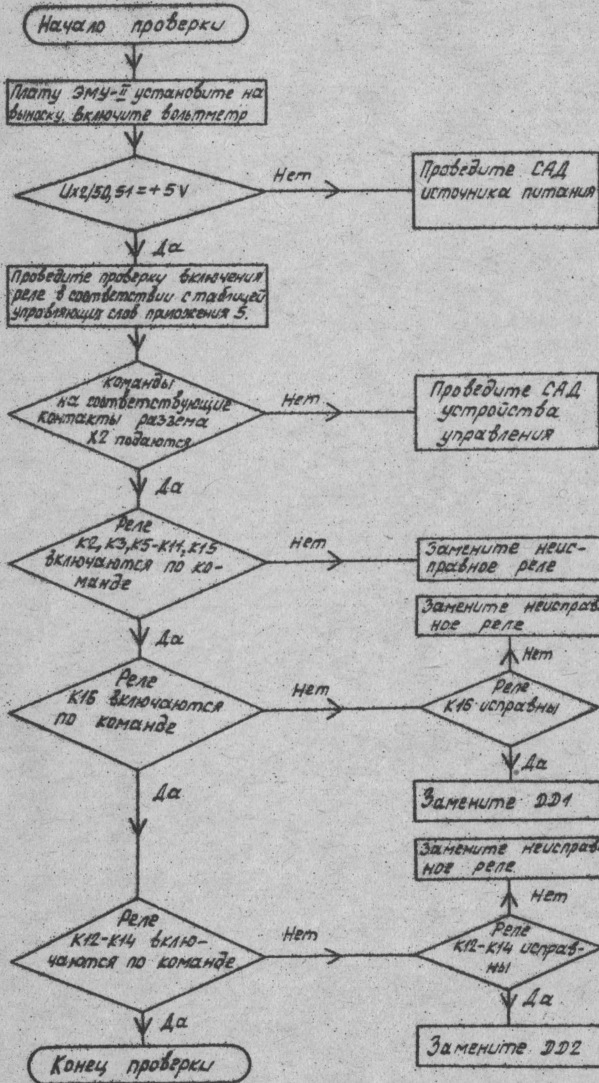 Начало проверки
Плату ЭМУ-II установите на
выноску, включите вольтметр
Ux2/50,51=+5V
Нет
Проведите САД
источника питания
Да
Проведите проверку включения
реле в соответствии с таблицей
управляющих слов приложения 5.
команды
на соответствующие
контакты раззема
X2 подаются
Нет
Проведите САД
устройства
управления
Да
Реле
К2, К3, К5-К11, К15
включаются по ко-
манде
Нет
Замените неис-
правное реле
Замените неисправ
ное реле
Да
Нет
Реле
К16 включаются
по команде
Нет
Реле
К16 исправны
Да
Да
Замените DD1
Замените неисправ
ное реле
Нет
Реле
К12-К14 вклю-
чаются по команде
Нет
Реле
К12-К14 исправ-
ны
Да
Да
Замените DD2
Конец проверки